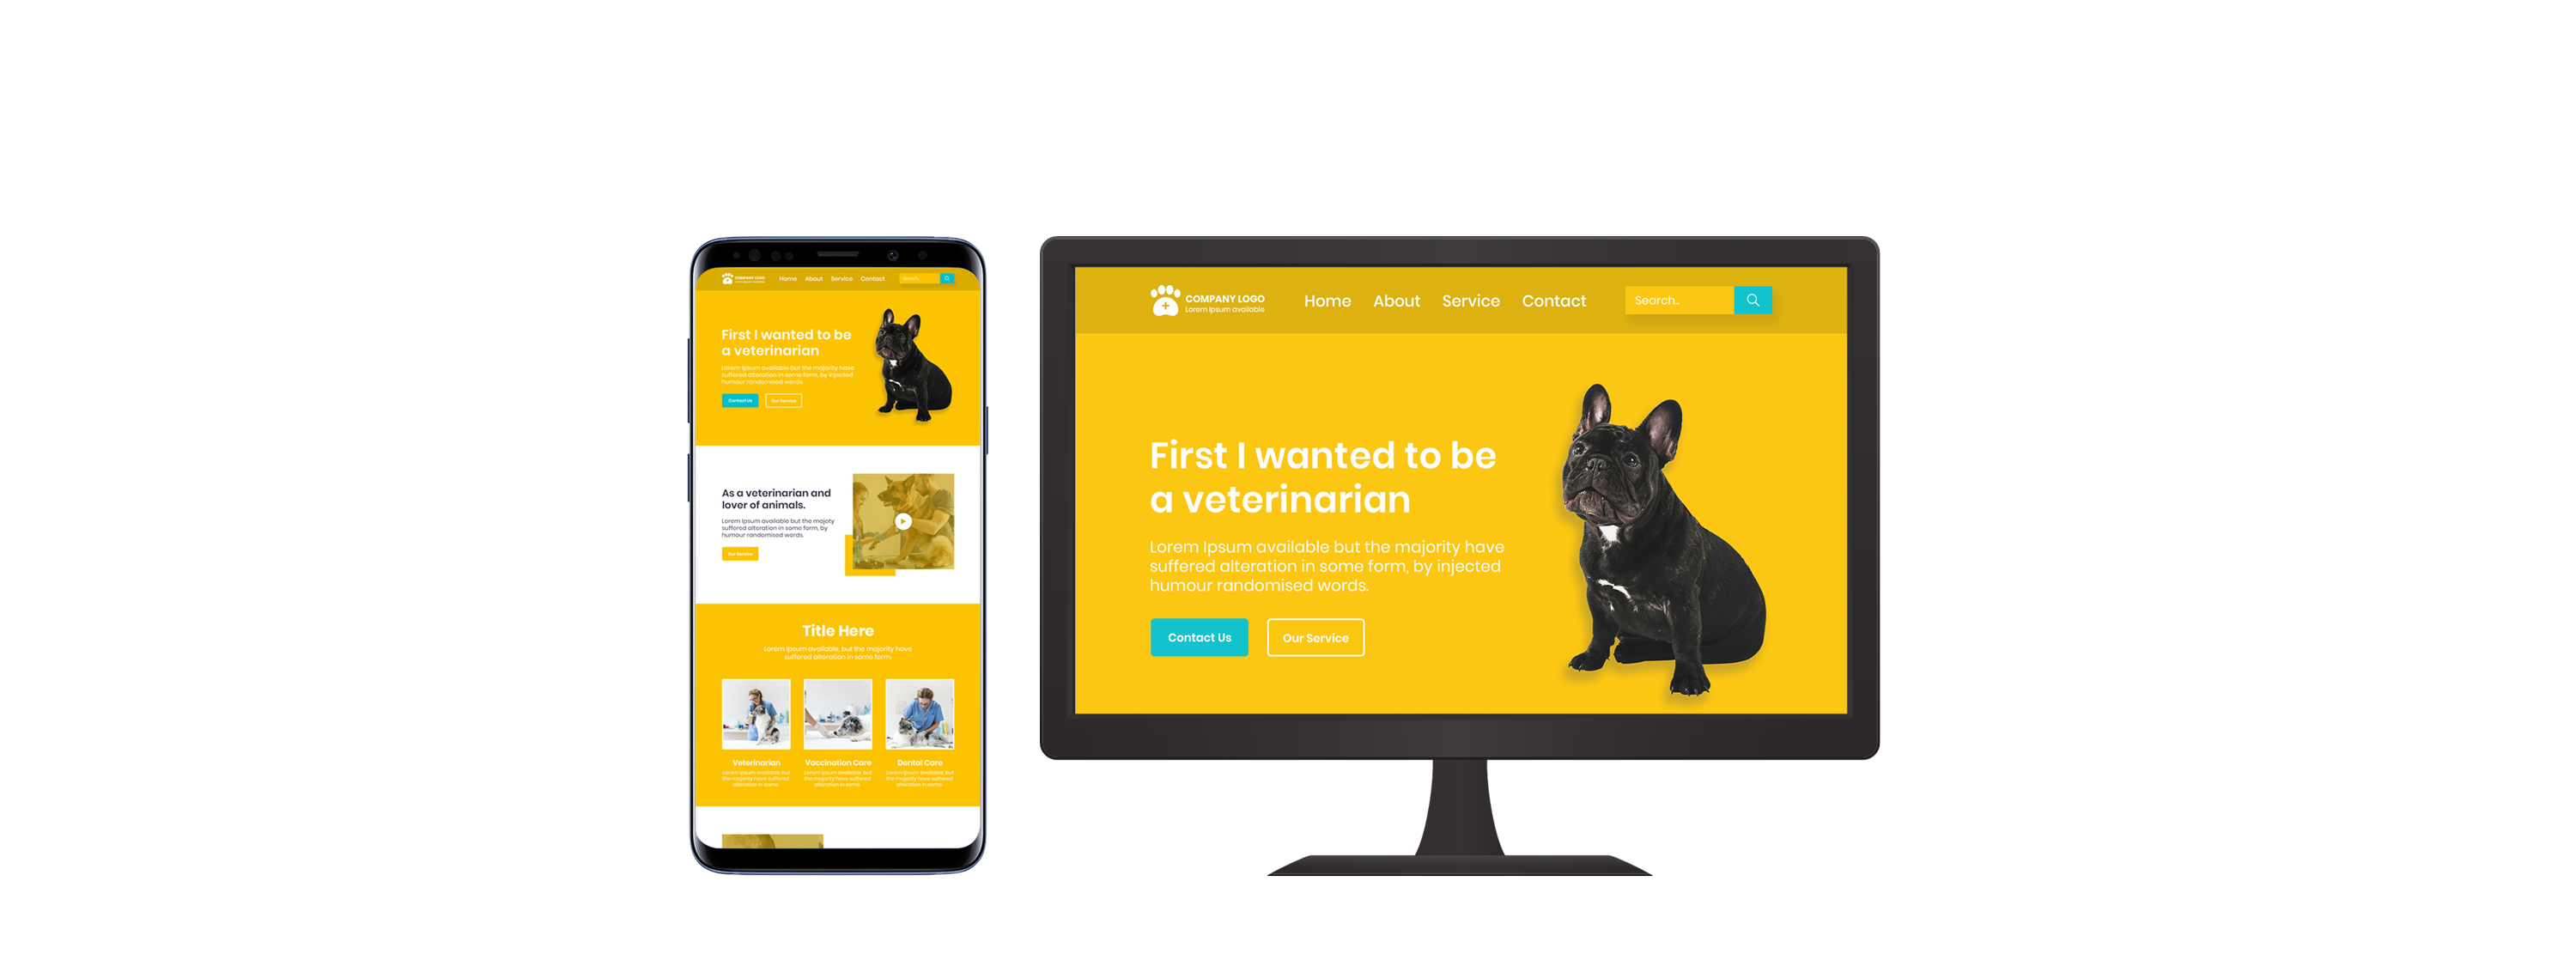 COMPANY LOGO
Lorem Ipsum available
Home About Service Contact
Search..
First I wanted to be
a veterinarian
Lorem Ipsum available but the majority have
suffered alteration in some form, by injected
humour randomised words.
Contact Us Our Service
As a veterinarian and
lover of animals.
Lorem Ipsum available but the majoty
suffored alteration in some form, by
humour randomised words.
Our Service
Title Here
Lorem Ipsum available, but the majority have
suffered alteration in some form.
Veterinarian
Lorem Ipsum available, but
the majority have suffered
alteration in some.
Vaccination Care
Lorem Ipsum available, but
the majority have suffered
alteration in some.
Dental Care
Lorem Ipsum available, but
the majority have suffered
alteration in some.
COMPANY LOGO
Lorem Ipsum available
Home About Service Contact
Search..
First I wanted to be
a veterinarian
Lorem Ipsum available but the majority have
suffered alteration in some form, by injected
humour randomised words.
Contact Us Our Service